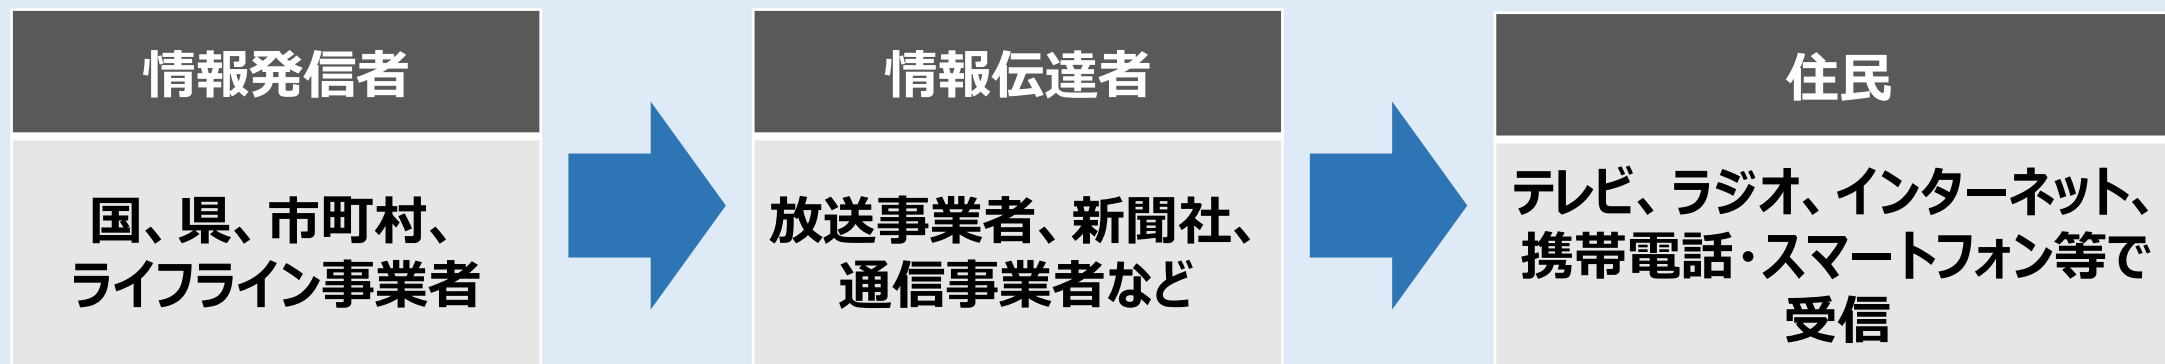 情報発信者
国、県、市町村、
ライフライン事業者
情報伝達者
放送事業者、新聞社、
通信事業者など
住民
テレビ、ラジオ、インターネット、
携帯電話・スマートフォン等で
受信